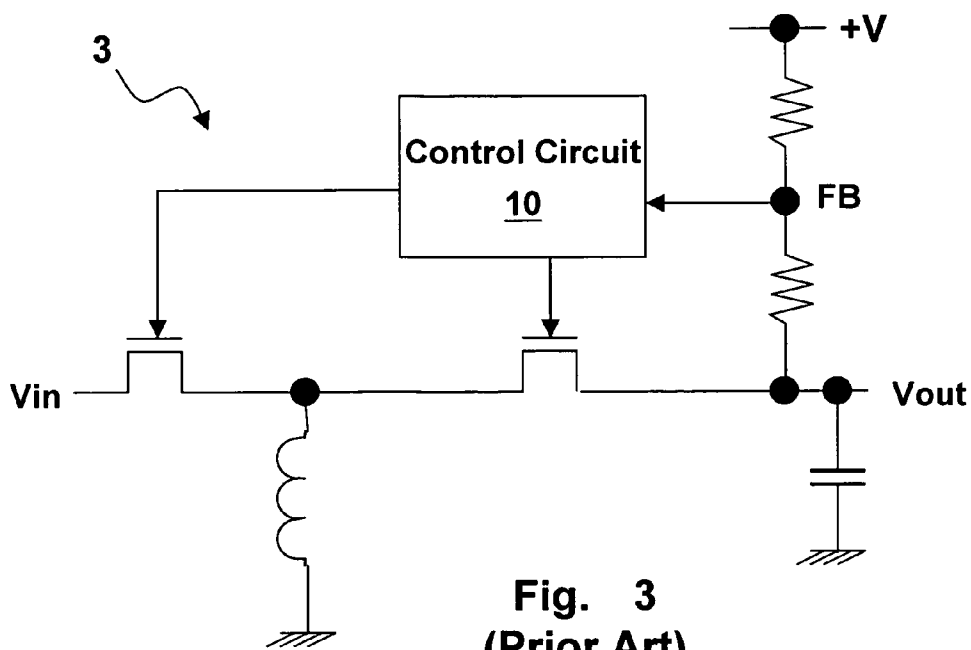 +V
3
Control Circuit
10
FB
Vin
Vout
Fig. 3
(Prior Art)